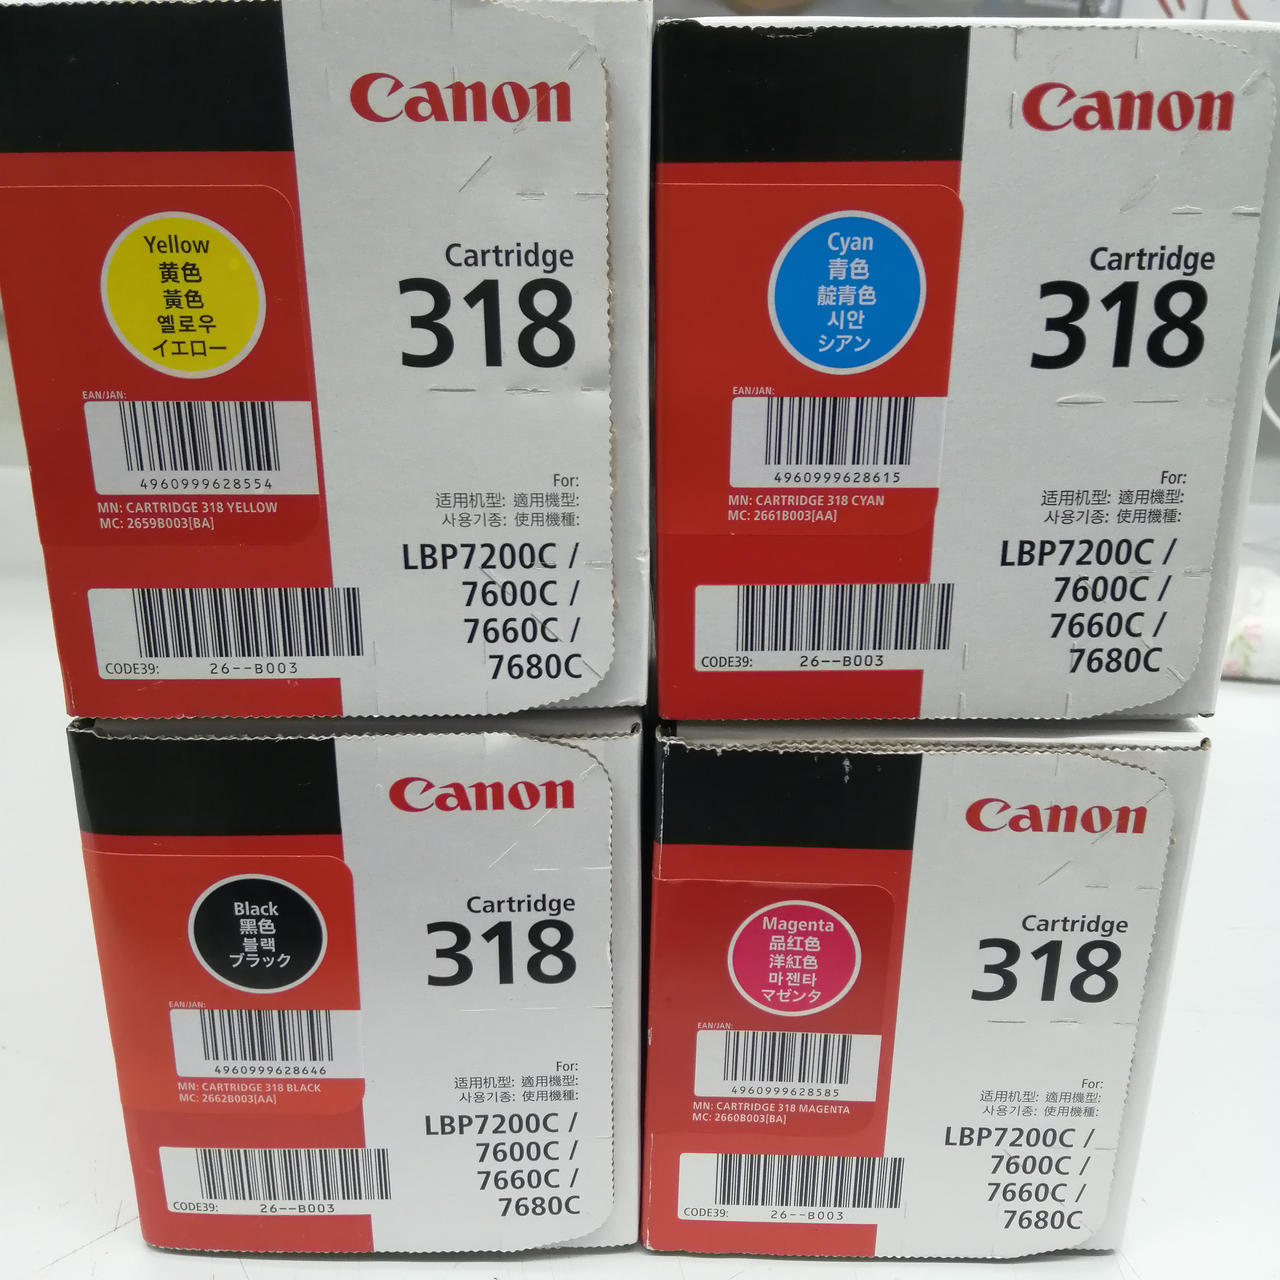 Canon
Yellow
黄色
黃色
옐로우
イエロー
Cartridge
318
EAN/JAN:
4960999628554
MN: CARTRIDGE 318 YELLOW
MC: 2659B003[BA]
For:
适用机型: 適用機型:
사용기종: 使用機種:
LBP7200C /
7600C /
7660C /
7680C
CODE39: 26--B003
Canon
Cyan
青色
靛青色
시안
シアン
Cartridge
318
EAN/JAN:
4960999628615
MN: CARTRIDGE 318 CYAN
MC: 2661B003[AA]
For:
适用机型: 適用機型:
사용기종: 使用機種:
LBP7200C /
7600C /
7660C /
7680C
CODE39: 26--B003
Canon
Black
黑色
블랙
ブラック
Cartridge
318
EAN/JAN:
4960999628646
MN: CARTRIDGE 318 BLACK
MC: 2662B003[AA]
For:
适用机型: 適用機型:
사용기종: 使用機種:
LBP7200C /
7600C /
7660C /
7680C
CODE39: 26--B003
Canon
Magenta
品红色
洋紅色
마젠타
マゼンタ
Cartridge
318
EAN/JAN:
4960999628585
MN: CARTRIDGE 318 MAGENTA
MC: 2660B003[BA]
For:
适用机型: 適用機型:
사용기종: 使用機種:
LBP7200C /
7600C /
7660C /
7680C
CODE39: 26--B003